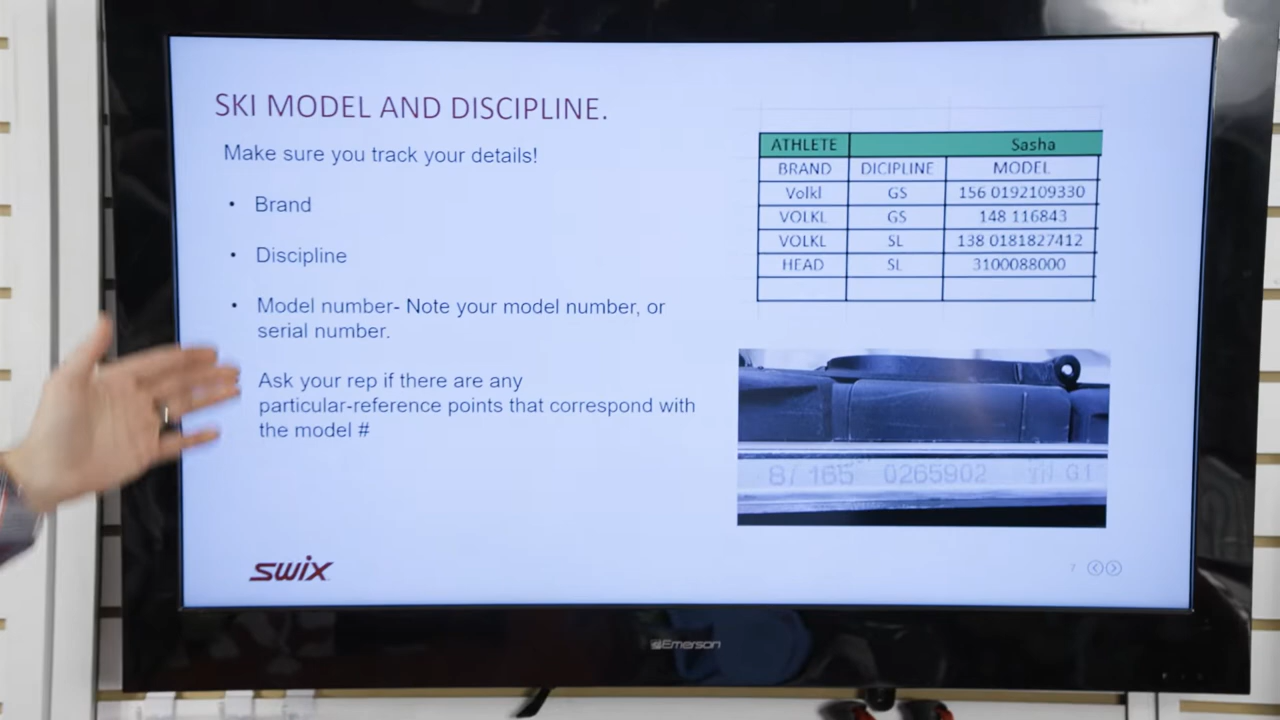 SKI MODEL AND DISCIPLINE.
Make sure you track your details!
• Brand
• Discipline
• Model number- Note your model number, or
serial number.
Ask your rep if there are any
particular-reference points that correspond with
the model #
ATHLETE Sasha
BRAND DICIPLINE MODEL
Volkl GS 156 0192109330
VOLKL GS 148 116843
VOLKL SL 138 0181827412
HEAD SL 3100088000
8/ 165 0265902
swix
7
Emerson